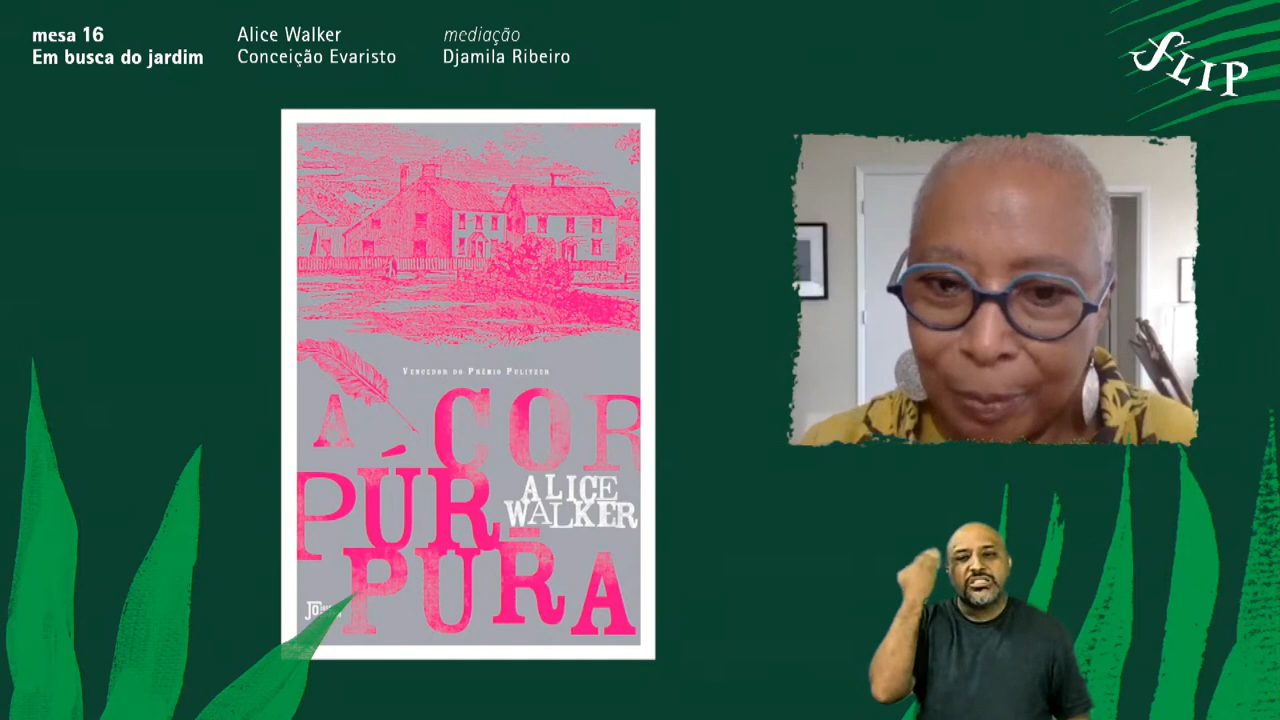 mesa 16
Em busca do jardim
Alice Walker
Conceição Evaristo
mediação
Djamila Ribeiro
FLIP
VENCEDOR DO PRÊMIO PULITZER
A COR
PÚR
ALICE
WALKER
PURA